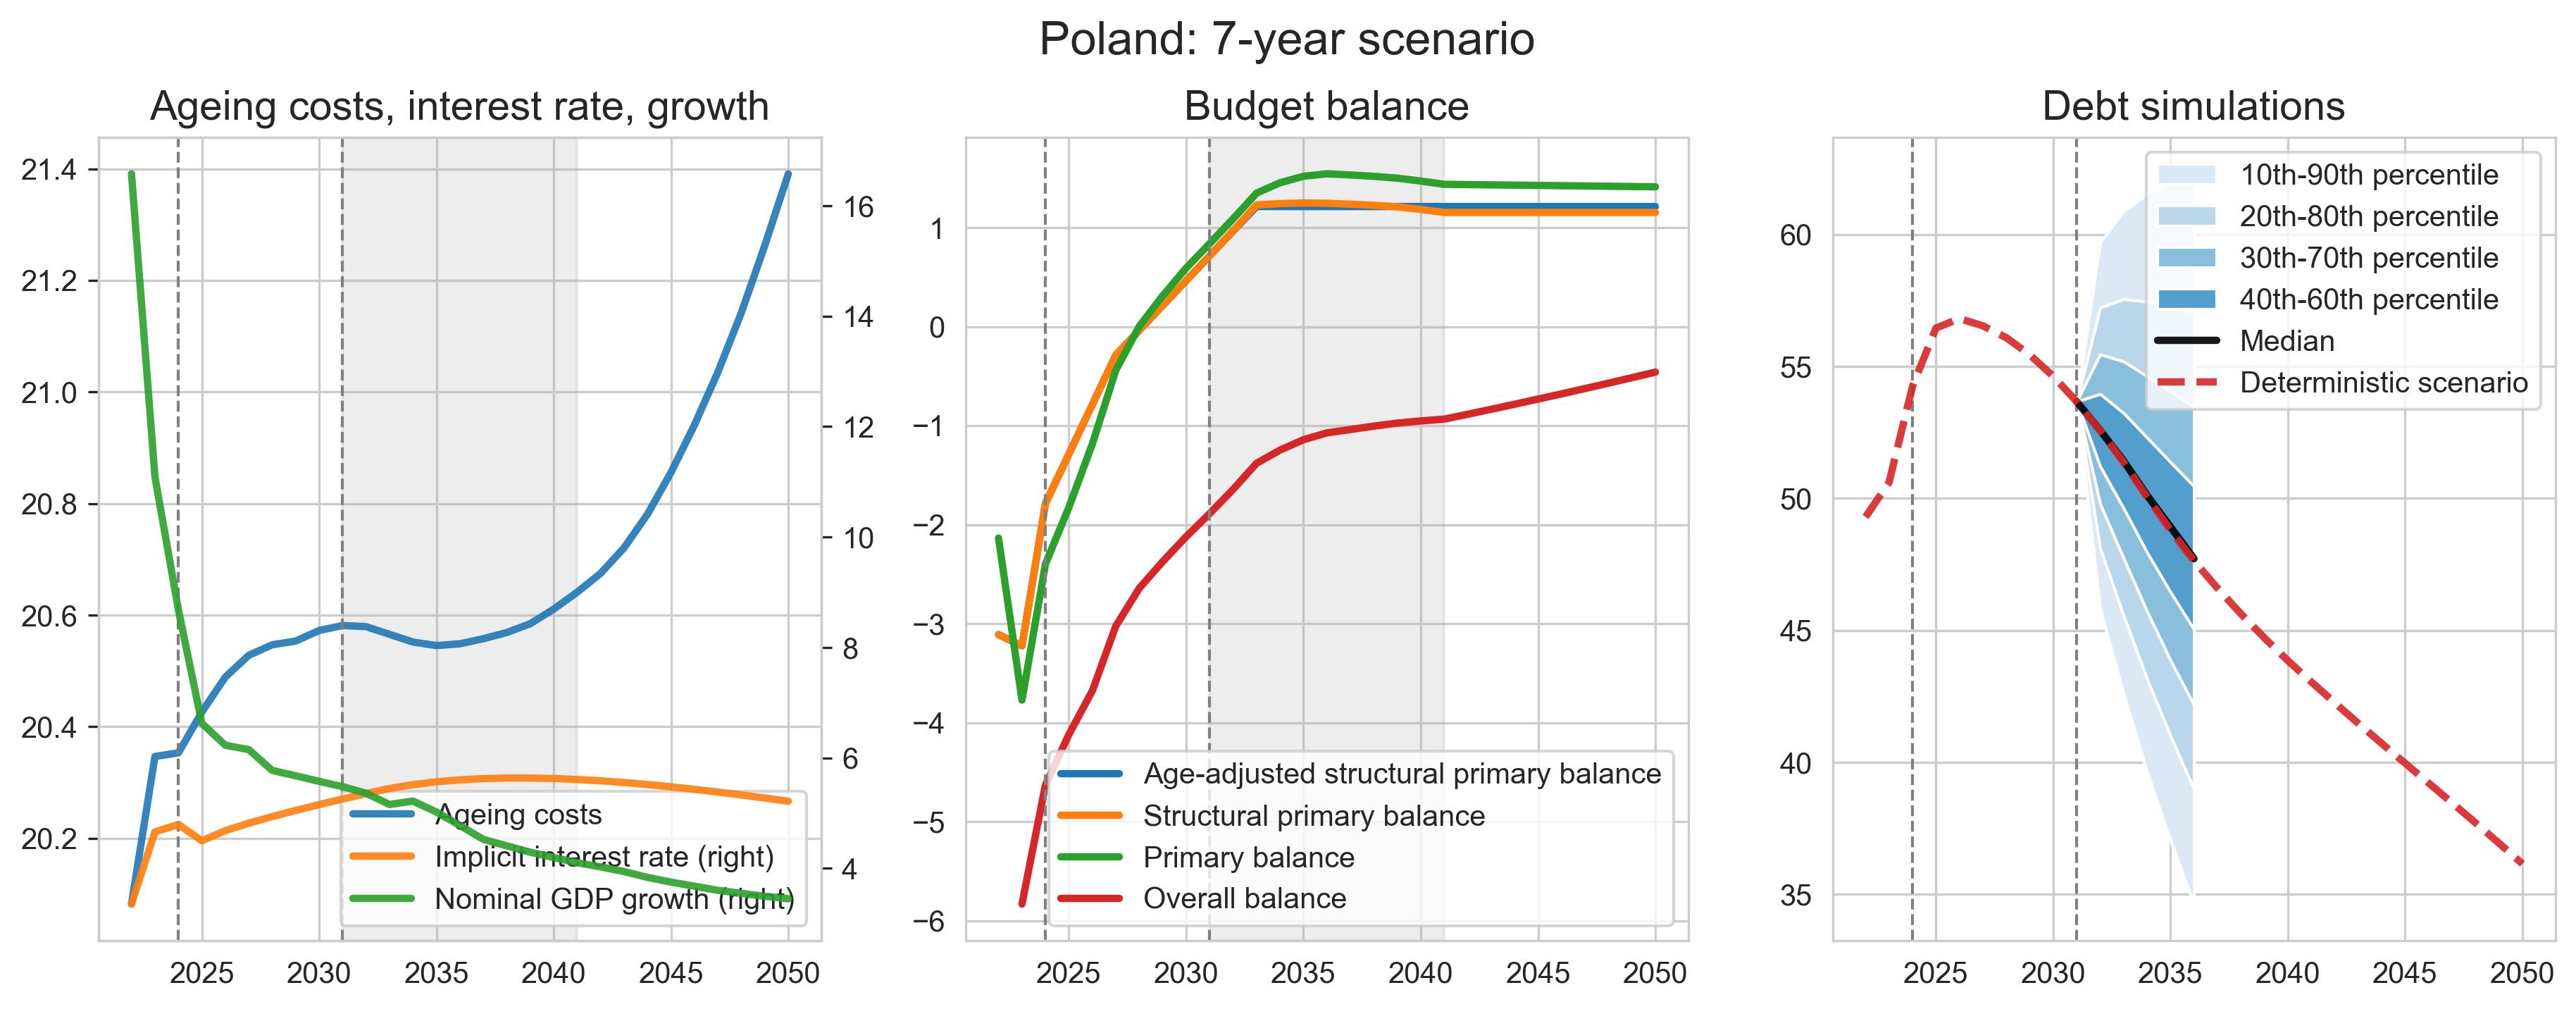 Poland: 7-year scenario
Ageing costs, interest rate, growth
21.4
21.2
21.0
20.8
20.6
20.4
20.2
16
14
12
10
8
6
4
Ageing costs
Implicit interest rate (right)
Nominal GDP growth (right)
2025 2030 2035 2040 2045 2050
Budget balance
1
0
−1
−2
−3
−4
−5
−6
Age-adjusted structural primary balance
Structural primary balance
Primary balance
Overall balance
2025 2030 2035 2040 2045 2050
Debt simulations
60
55
50
45
40
35
10th-90th percentile
20th-80th percentile
30th-70th percentile
40th-60th percentile
Median
Deterministic scenario
2025 2030 2035 2040 2045 2050